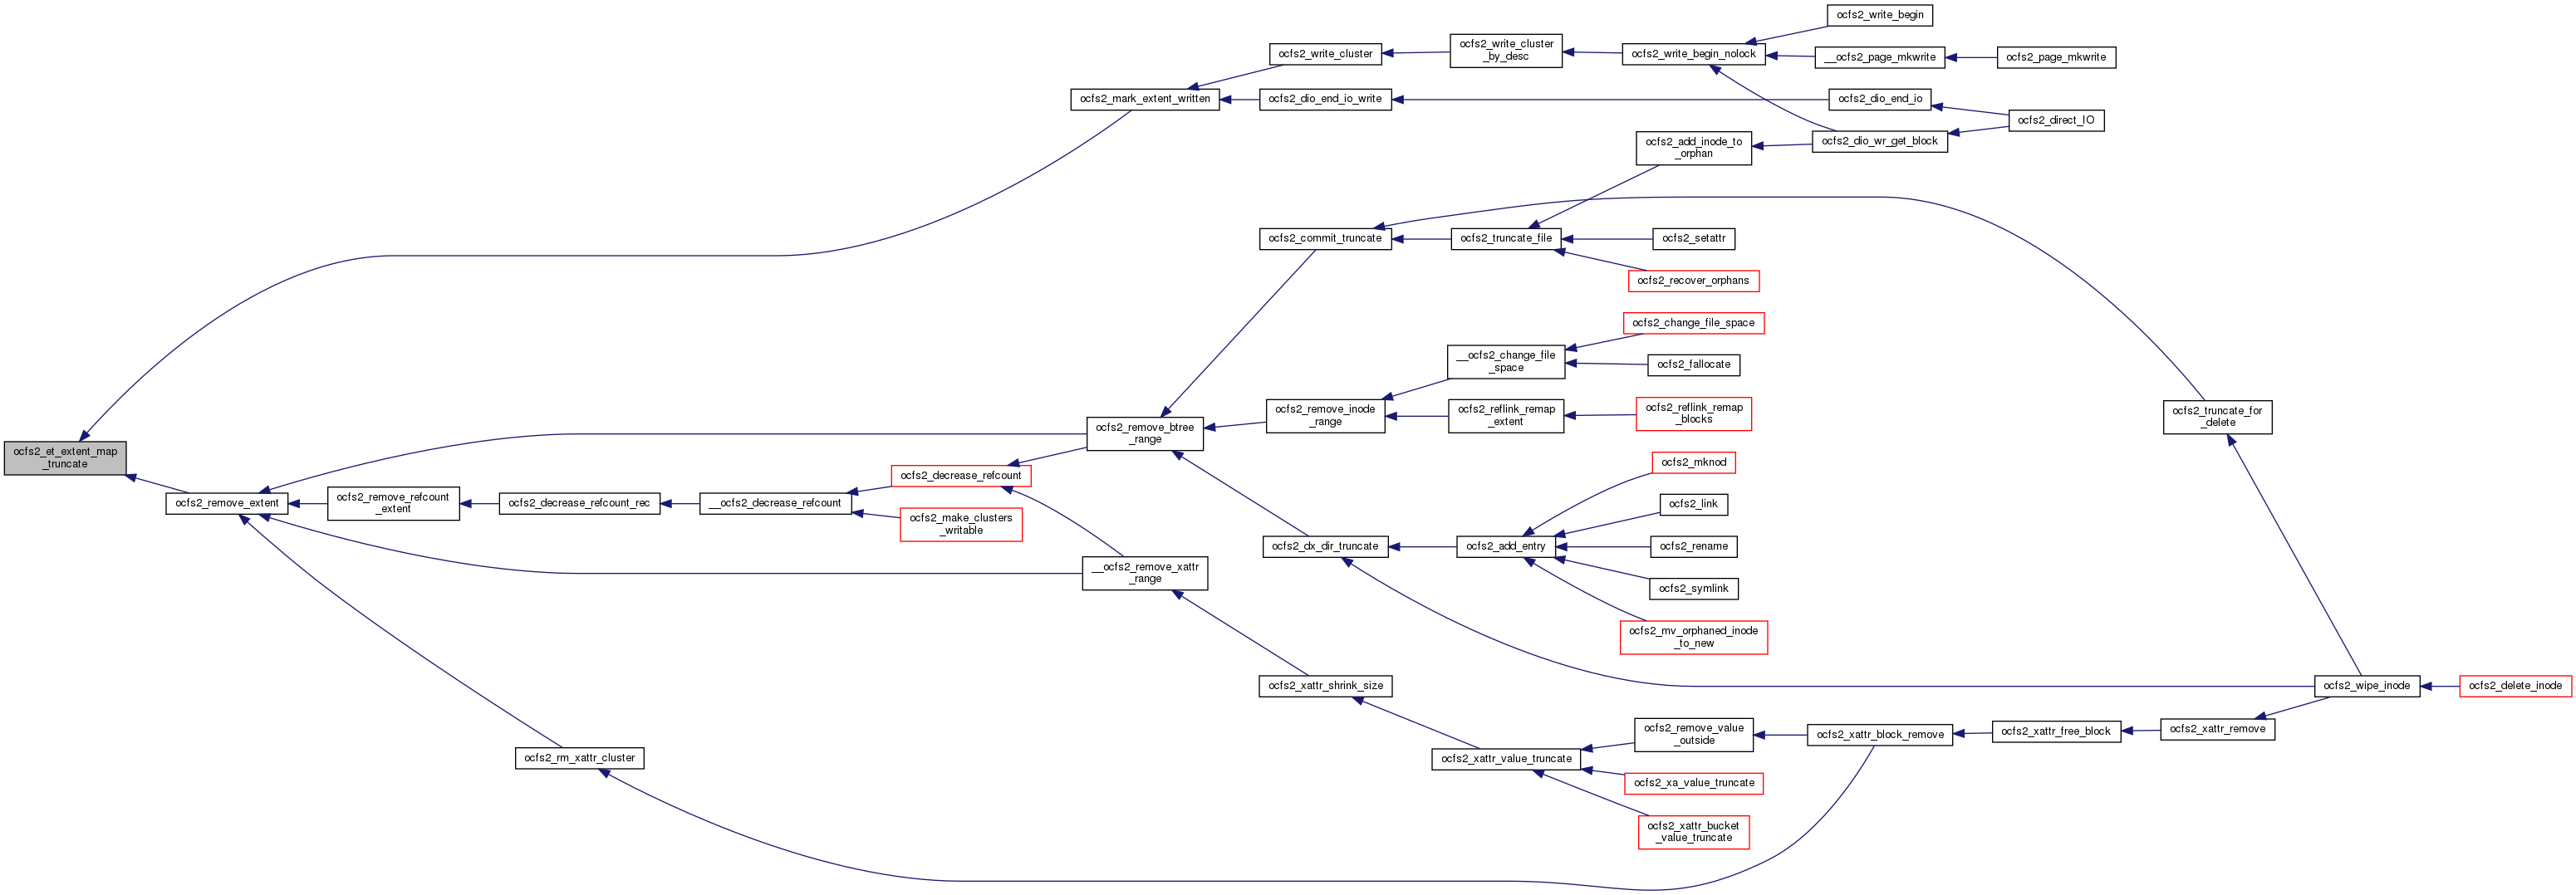 ocfs2_et_extent_map
_truncate
ocfs2_mark_extent_written
ocfs2_remove_extent
ocfs2_write_cluster
ocfs2_write_cluster
_by_desc
ocfs2_write_begin_nolock
ocfs2_write_begin
__ocfs2_page_mkwrite
ocfs2_page_mkwrite
ocfs2_dio_end_io_write
ocfs2_dio_end_io
ocfs2_direct_IO
ocfs2_dio_wr_get_block
ocfs2_add_inode_to
_orphan
ocfs2_commit_truncate
ocfs2_truncate_file
ocfs2_setattr
ocfs2_recover_orphans
ocfs2_change_file_space
__ocfs2_change_file
_space
ocfs2_fallocate
ocfs2_remove_inode
_range
ocfs2_reflink_remap
_extent
ocfs2_reflink_remap
_blocks
ocfs2_truncate_for
_delete
ocfs2_remove_btree
_range
ocfs2_remove_refcount
_extent
ocfs2_decrease_refcount_rec
__ocfs2_decrease_refcount
ocfs2_decrease_refcount
ocfs2_make_clusters
_writable
ocfs2_dx_dir_truncate
ocfs2_add_entry
ocfs2_mknod
ocfs2_link
ocfs2_rename
ocfs2_symlink
ocfs2_mv_orphaned_inode
_to_new
__ocfs2_remove_xattr
_range
ocfs2_xattr_shrink_size
ocfs2_wipe_inode
ocfs2_delete_inode
ocfs2_rm_xattr_cluster
ocfs2_xattr_value_truncate
ocfs2_remove_value
_outside
ocfs2_xattr_block_remove
ocfs2_xattr_free_block
ocfs2_xattr_remove
ocfs2_xa_value_truncate
ocfs2_xattr_bucket
_value_truncate